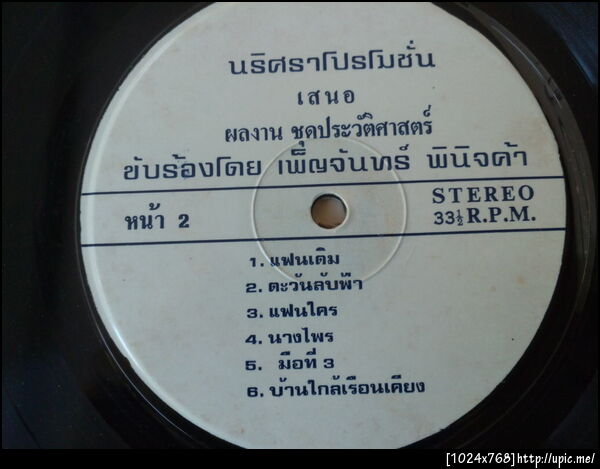 นริศราโปรโมชั่น
เสนอ
ผลงาน ชุดประวัติศาสตร์
ขับร้องโดย เพ็ญจันทร์ พินิจค้า
หน้า 2
STEREO
33½ R.P.M.
1. แฟนเดิม
2. ตะวันลับฟ้า
3. แฟนใคร
4. นางไพร
5. มือที่ 3
6. บ้านใกล้เรือนเคียง
[1024x768]http://upic.me/